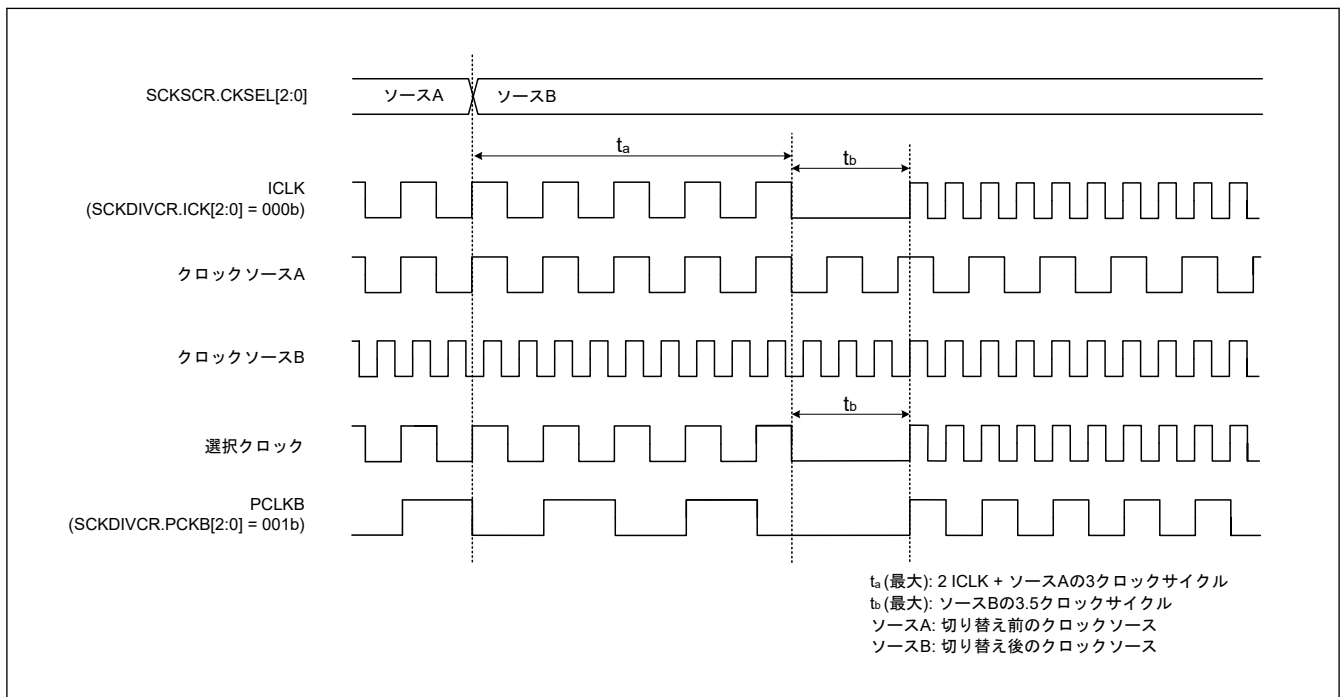 SCKSCR.CKSEL[2:0]
ソースA
ソースB
ta
tb
ICLK
(SCKDIVCR.ICK[2:0] = 000b)
クロックソースA
クロックソースB
tb
選択クロック
PCLKB
(SCKDIVCR.PCKB[2:0] = 001b)
ta (最大): 2 ICLK + ソースAの3クロックサイクル
tb (最大): ソースBの3.5クロックサイクル
ソースA: 切り替え前のクロックソース
ソースB: 切り替え後のクロックソース